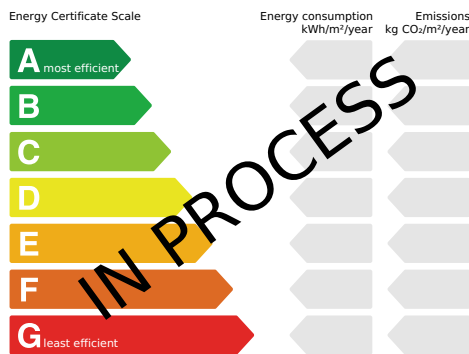 Energy Certificate Scale
Energy consumption
kWh/m²/year
Emissions
kg CO₂/m²/year
A most efficient
B
C
D
E
F
G least efficient
IN PROCESS